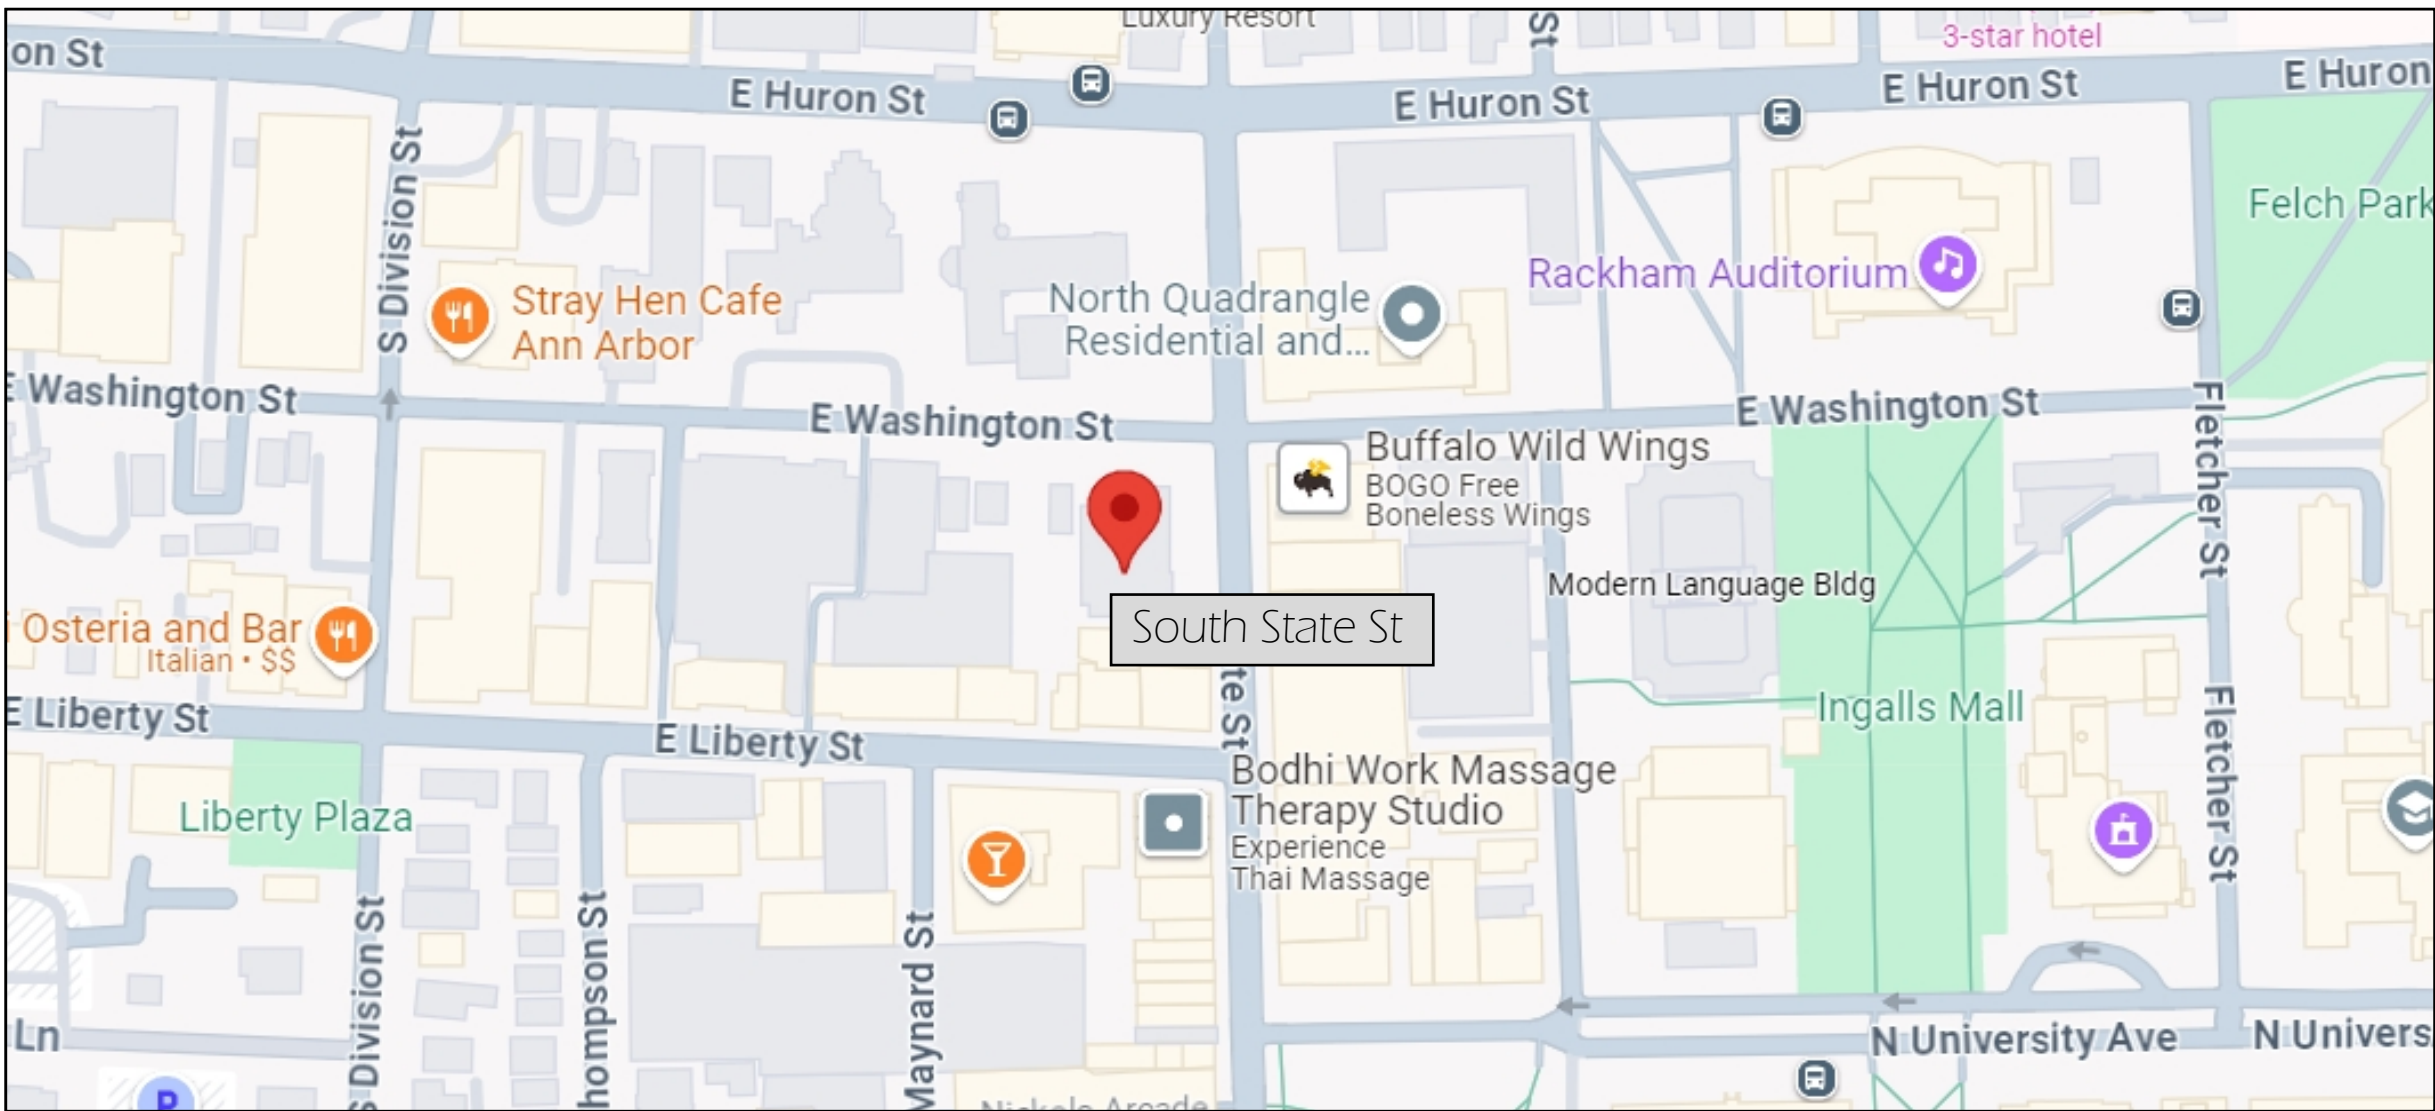 Luxury Resort
St
3-star hotel
on St
E Huron St
E Huron St
E Huron St
E Huron
S Division St
Felch Park
Rackham Auditorium
Stray Hen Cafe
Ann Arbor
North Quadrangle
Residential and...
E Washington St
E Washington St
E Washington St
Fletcher St
Buffalo Wild Wings
BOGO Free
Boneless Wings
Modern Language Bldg
South State St
Osteria and Bar
Italian • $$
te St
E Liberty St
E Liberty St
Ingalls Mall
Fletcher St
Bodhi Work Massage
Therapy Studio
Experience
Thai Massage
Liberty Plaza
S Division St
hompson St
Maynard St
Ln
N University Ave
N Univers
P
Nickels Arcade